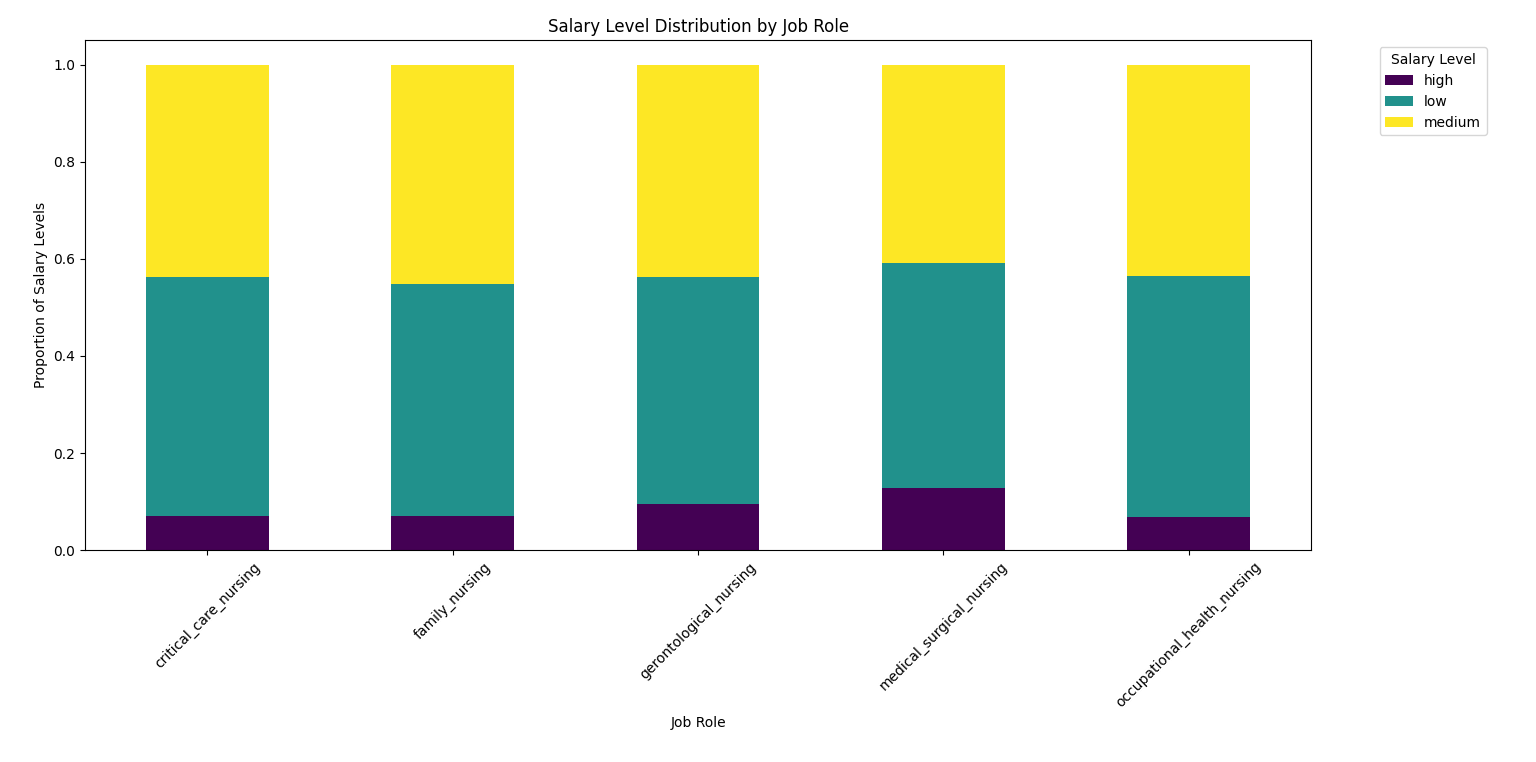 Salary Level Distribution by Job Role
Salary Level
high
low
medium
Proportion of Salary Levels
1.0
0.8
0.6
0.4
0.2
0.0
critical_care_nursing
family_nursing
gerontological_nursing
medical_surgical_nursing
occupational_health_nursing
Job Role